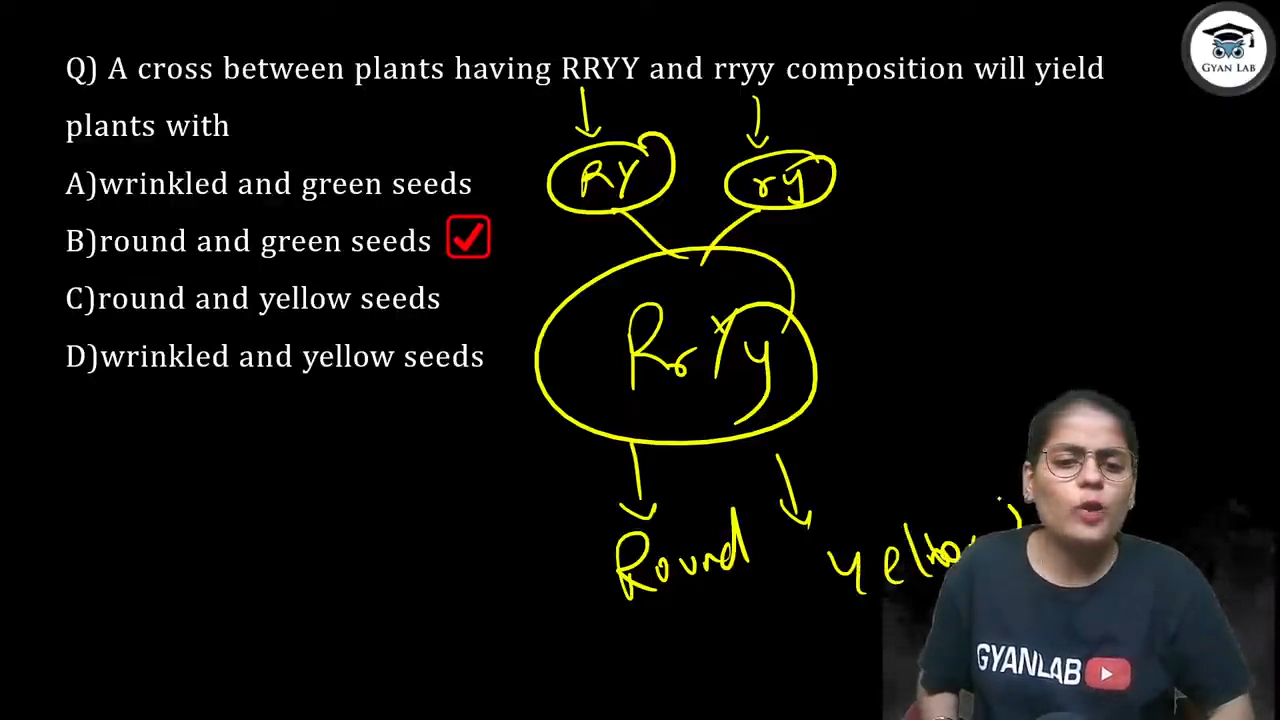 Q) A cross between plants having RRYY and rryy composition will yield
plants with
A)wrinkled and green seeds
B)round and green seeds
C)round and yellow seeds
D)wrinkled and yellow seeds
RY
ry
RrYy
Round
GYAN LAB
GYANLAB